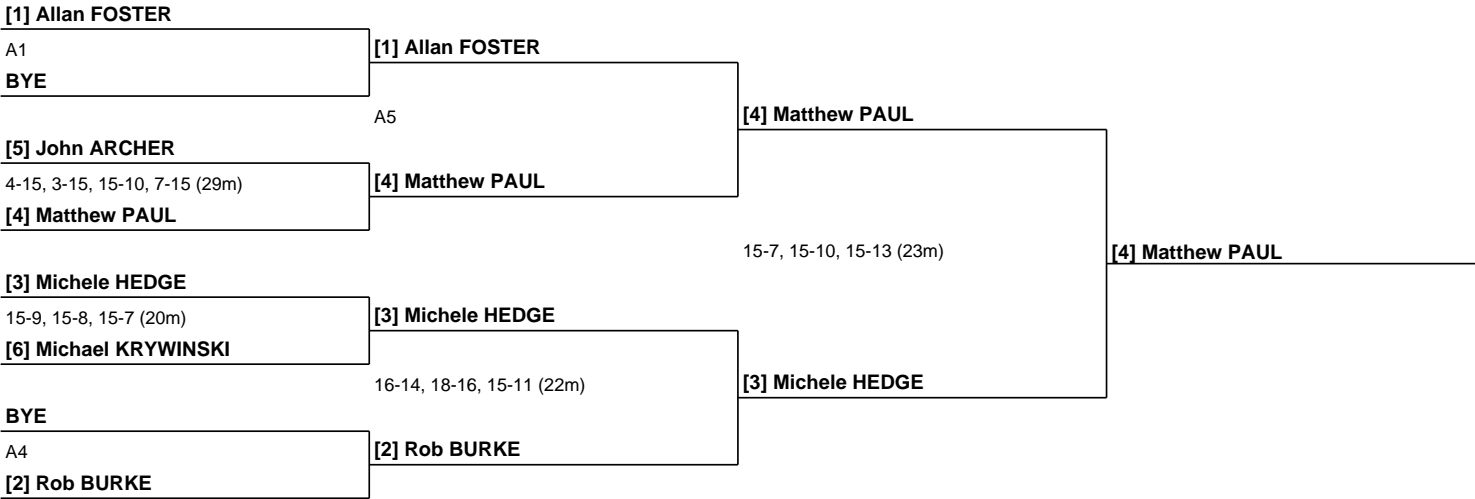 [1] Allan FOSTER
A1
BYE
[1] Allan FOSTER
A5
[4] Matthew PAUL
[5] John ARCHER
4-15, 3-15, 15-10, 7-15 (29m)
[4] Matthew PAUL
[4] Matthew PAUL
15-7, 15-10, 15-13 (23m)
[4] Matthew PAUL
[3] Michele HEDGE
15-9, 15-8, 15-7 (20m)
[6] Michael KRYWINSKI
[3] Michele HEDGE
16-14, 18-16, 15-11 (22m)
[3] Michele HEDGE
BYE
A4
[2] Rob BURKE
[2] Rob BURKE